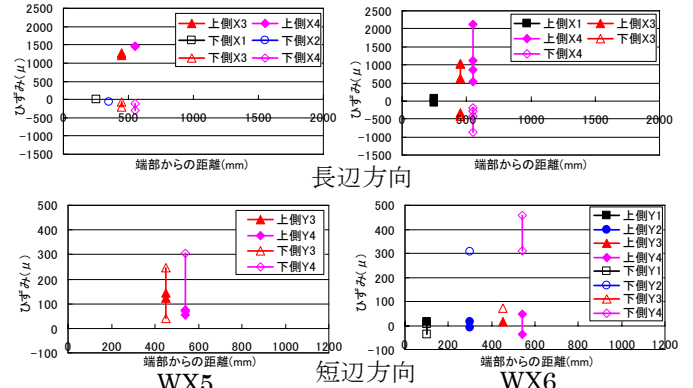 2500
2000
1500
1000
500
0
-500
-1000
-1500
ひずみ(μ)
上側X3
上側X4
下側X1
下側X2
下側X3
下側X4
0
500
1000
1500
2000
端部からの距離(mm)
2500
2000
1500
1000
500
0
-500
-1000
-1500
ひずみ(μ)
上側X1
上側X3
上側X4
下側X3
下側X4
0
500
1000
1500
2000
端部からの距離(mm)
長辺方向
500
400
300
200
100
0
-100
ひずみ(μ)
上側Y3
上側Y4
下側Y3
下側Y4
0
200
400
600
800
1000
1200
端部からの距離(mm)
WX5
500
400
300
200
100
0
-100
ひずみ(μ)
上側Y1
上側Y2
上側Y3
上側Y4
下側Y1
下側Y2
下側Y3
下側Y4
0
200
400
600
800
1000
1200
端部からの距離(mm)
短辺方向
WX6